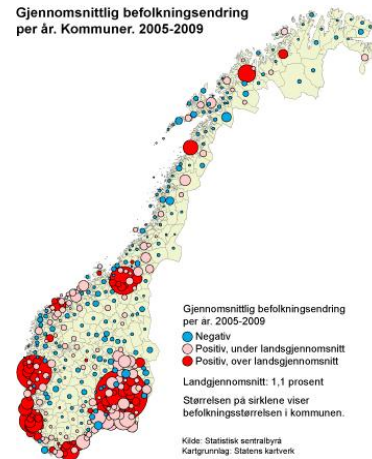 Gjennomsnittlig befolkningsendring
per år. Kommuner. 2005-2009
Gjennomsnittlig befolkningsendring
per år. 2005-2009
Negativ
Positiv, under landsgjennomsnitt
Positiv, over landsgjennomsnitt
Landgjennomsnitt: 1,1 prosent
Størrelsen på sirklene viser
befolkningsstørrelsen i kommunen.
Kilde: Statistisk sentralbyrå
Kartgrunnlag: Statens kartverk